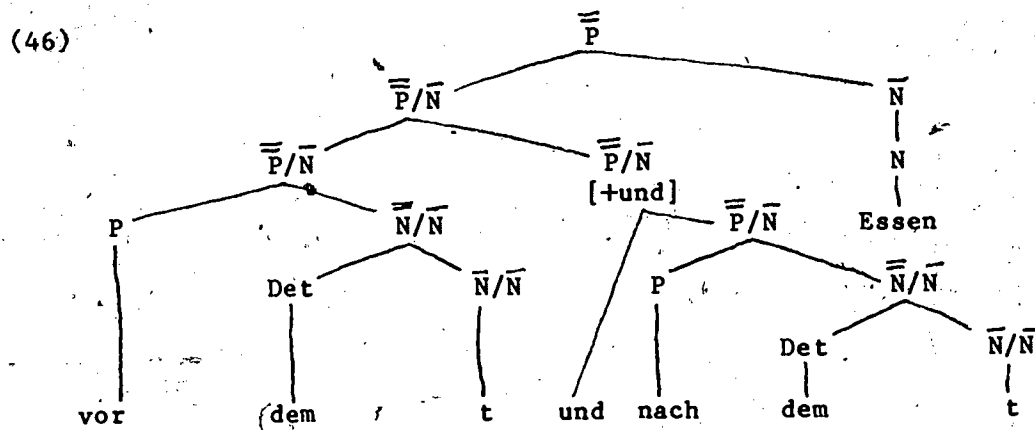 (46) P̿
P̿/N̄ N̄
P̿/N̄ P̿/N̄ N
[+und]
P N̿/N̄ P̿/N̄ Essen
Det N̄/N̄ P N̿/N̄
Det N̄/N̄
vor dem t und nach dem t